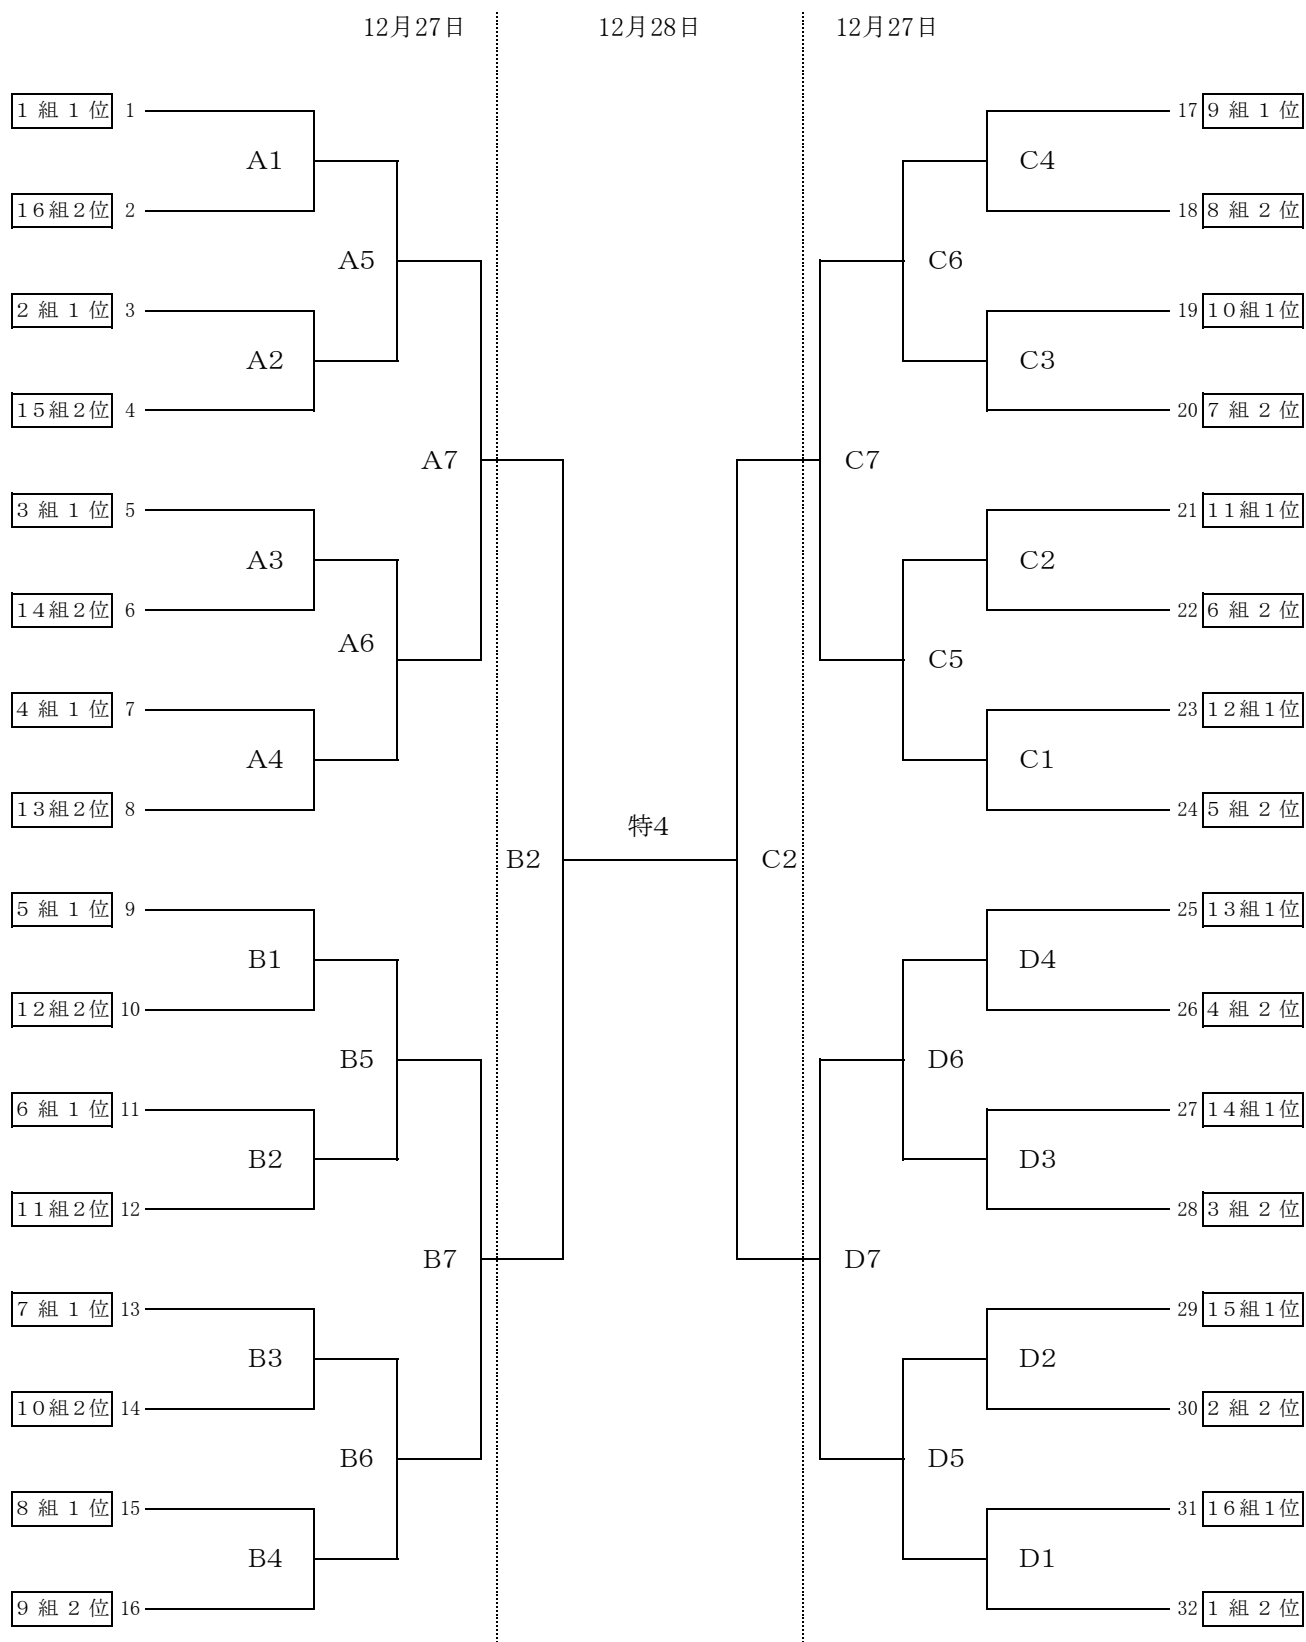 12月27日 12月28日 12月27日
1組1位 1 17 9組1位
A1 C4
16組2位 2 18 8組2位
A5 C6
2組1位 3 19 10組1位
A2 C3
15組2位 4 20 7組2位
A7 C7
3組1位 5 21 11組1位
A3 C2
14組2位 6 22 6組2位
A6 C5
4組1位 7 23 12組1位
A4 C1
13組2位 8 24 5組2位
特4
B2 C2
5組1位 9 25 13組1位
B1 D4
12組2位 10 26 4組2位
B5 D6
6組1位 11 27 14組1位
B2 D3
11組2位 12 28 3組2位
B7 D7
7組1位 13 29 15組1位
B3 D2
10組2位 14 30 2組2位
B6 D5
8組1位 15 31 16組1位
B4 D1
9組2位 16 32 1組2位